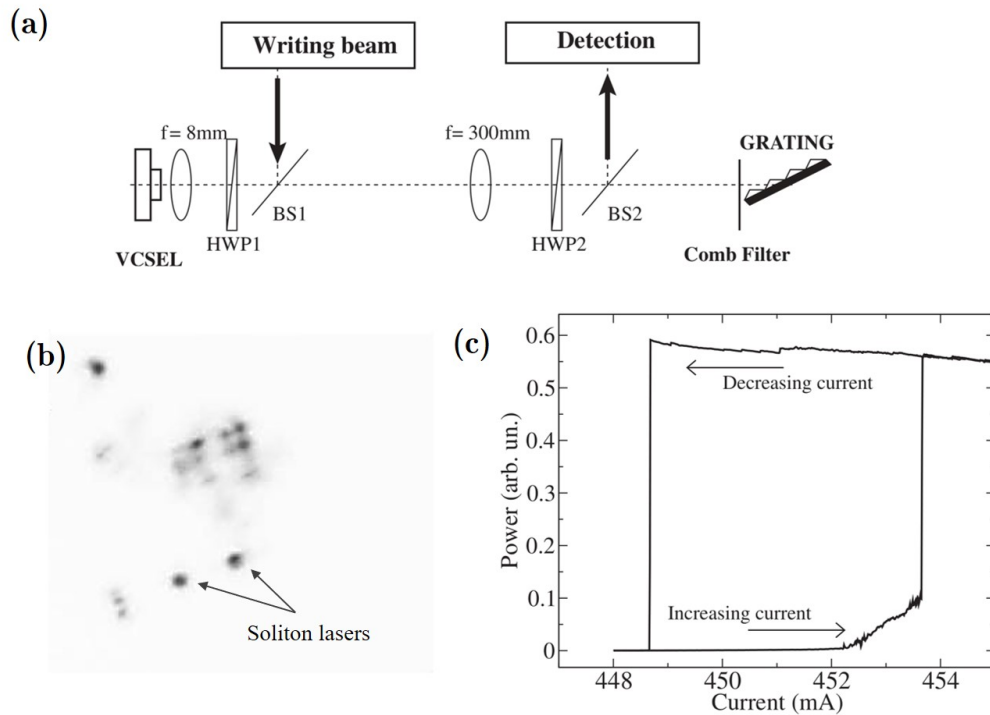 (a)
Writing beam
Detection
f= 8mm
f= 300mm
GRATING
BS1
BS2
HWP1
HWP2
VCSEL
Comb Filter
(b)
Soliton lasers
(c)
0.6
0.5
0.4
0.3
0.2
0.1
0
Power (arb. un.)
Decreasing current
Increasing current
448
450
452
454
Current (mA)